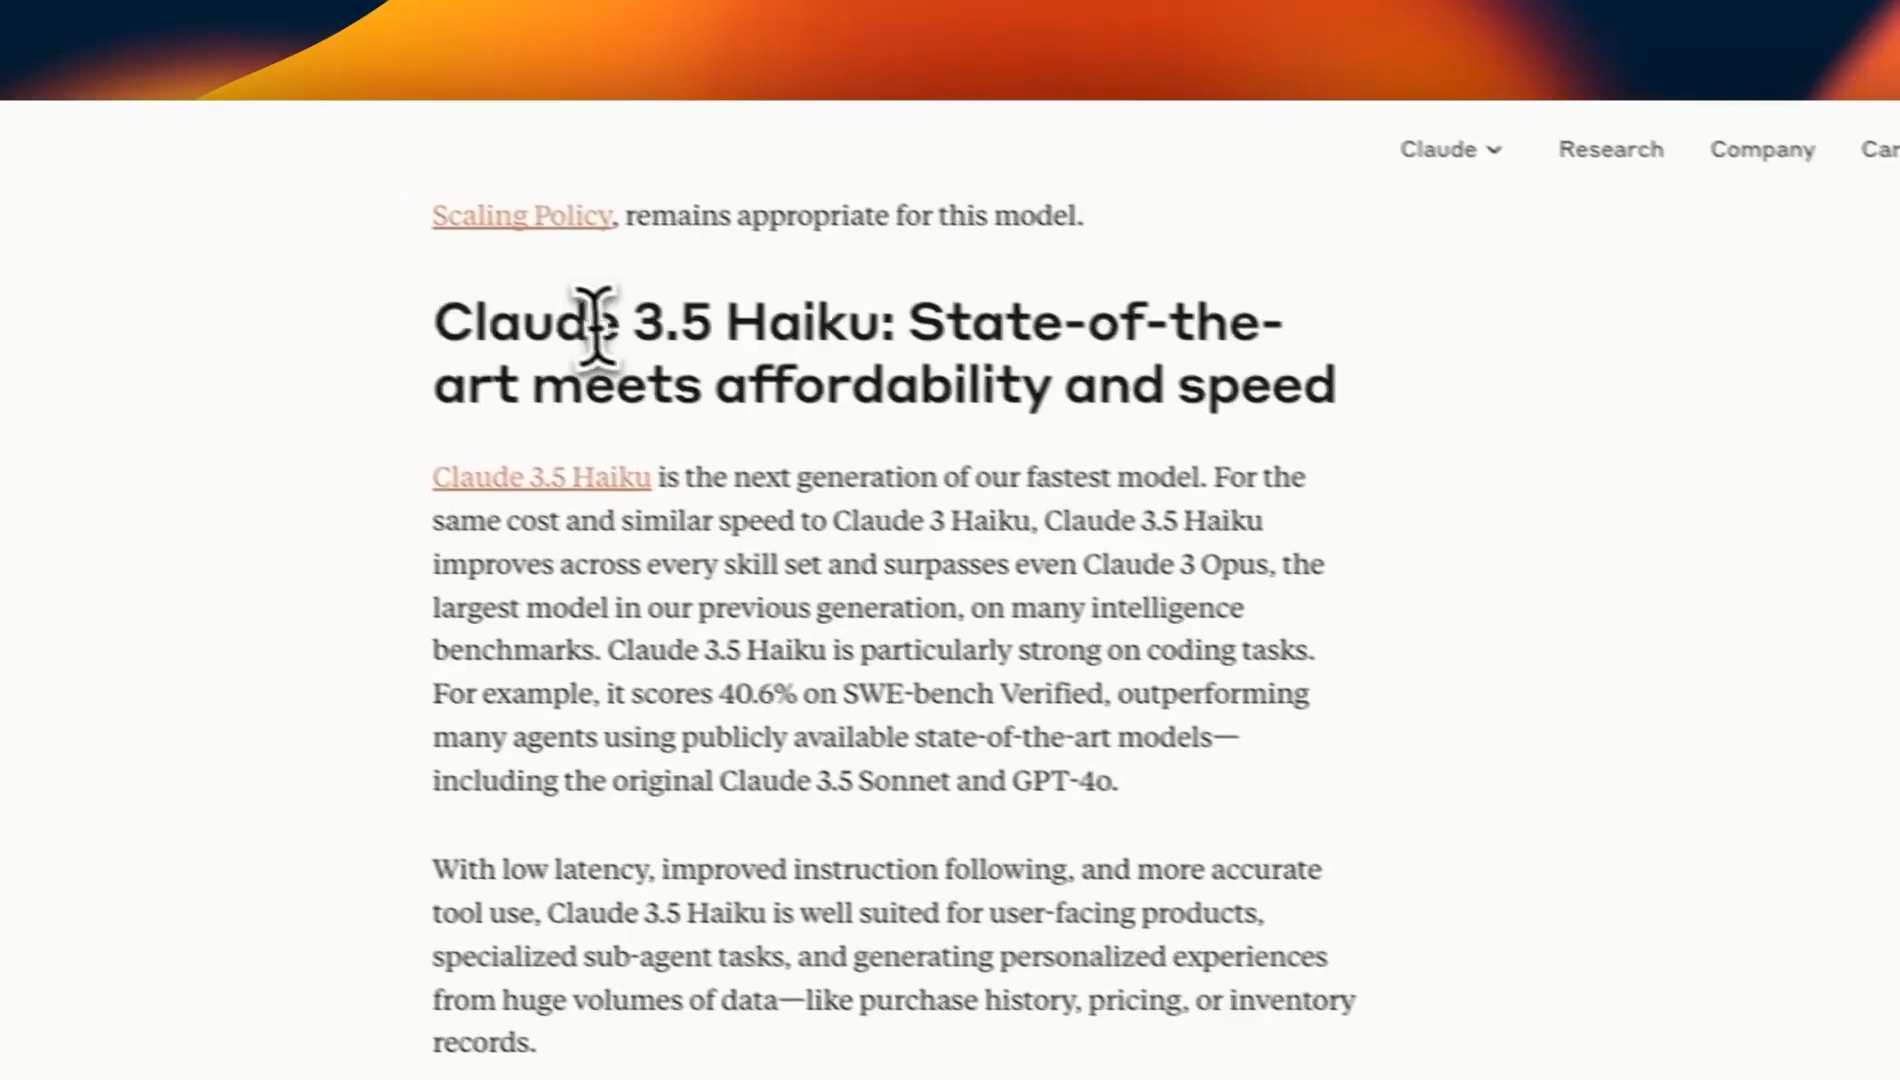 Claude Research Company
Scaling Policy, remains appropriate for this model.
Claude 3.5 Haiku: State-of-the-
art meets affordability and speed
Claude 3.5 Haiku is the next generation of our fastest model. For the
same cost and similar speed to Claude 3 Haiku, Claude 3.5 Haiku
improves across every skill set and surpasses even Claude 3 Opus, the
largest model in our previous generation, on many intelligence
benchmarks. Claude 3.5 Haiku is particularly strong on coding tasks.
For example, it scores 40.6% on SWE-bench Verified, outperforming
many agents using publicly available state-of-the-art models—
including the original Claude 3.5 Sonnet and GPT-4o.
With low latency, improved instruction following, and more accurate
tool use, Claude 3.5 Haiku is well suited for user-facing products,
specialized sub-agent tasks, and generating personalized experiences
from huge volumes of data—like purchase history, pricing, or inventory
records.